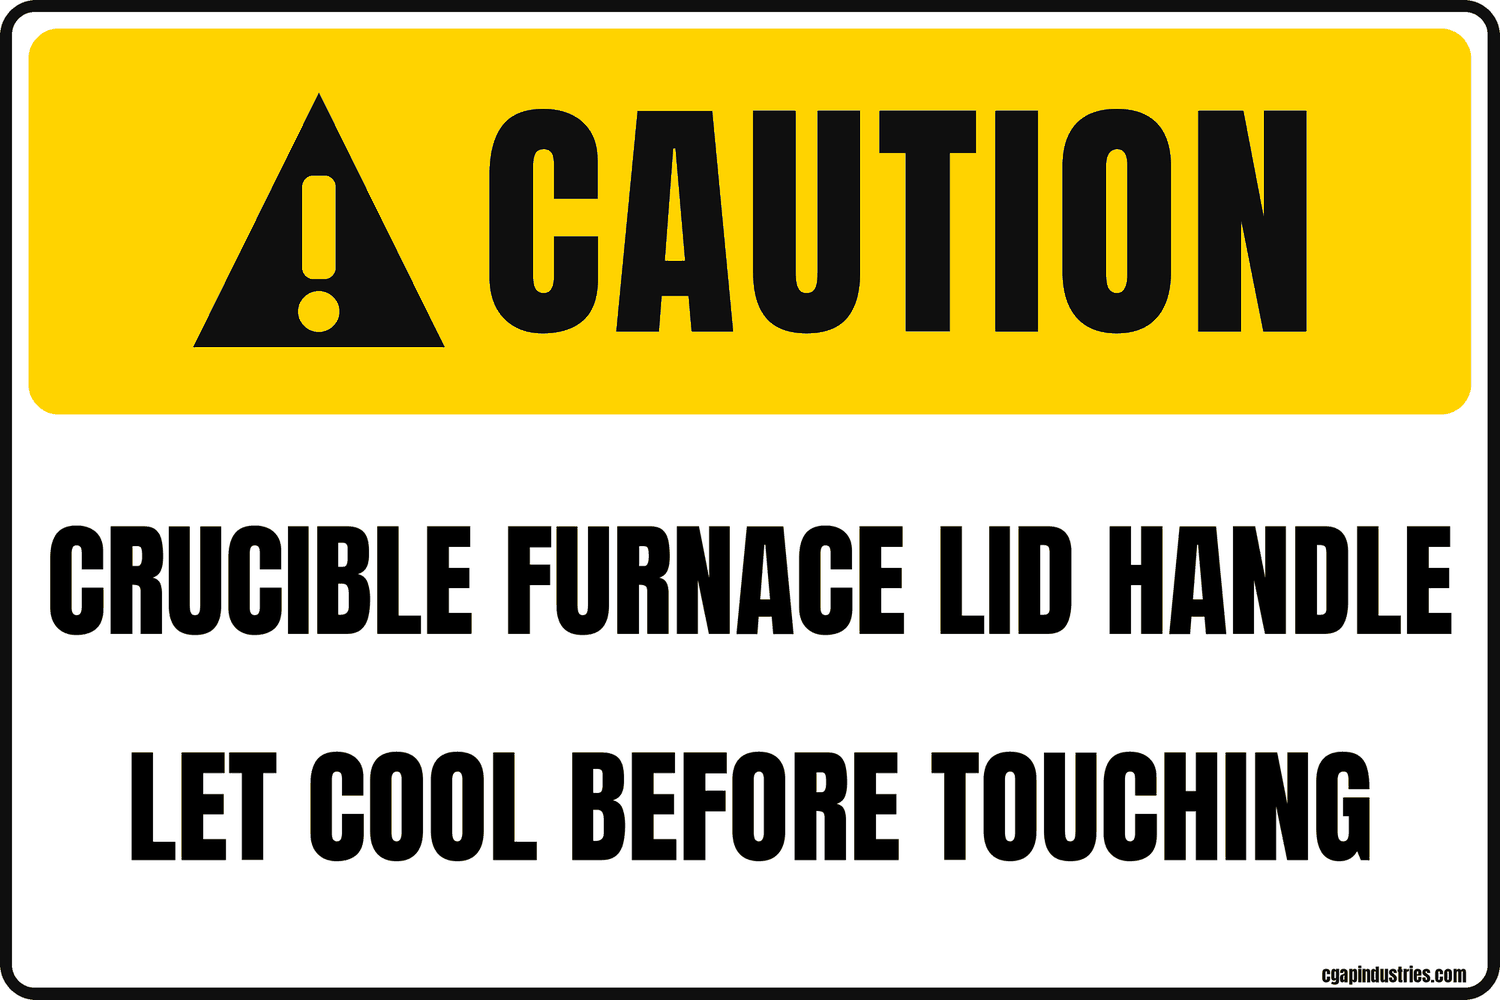 CAUTION
CRUCIBLE FURNACE LID HANDLE
LET COOL BEFORE TOUCHING
cgapindustries.com